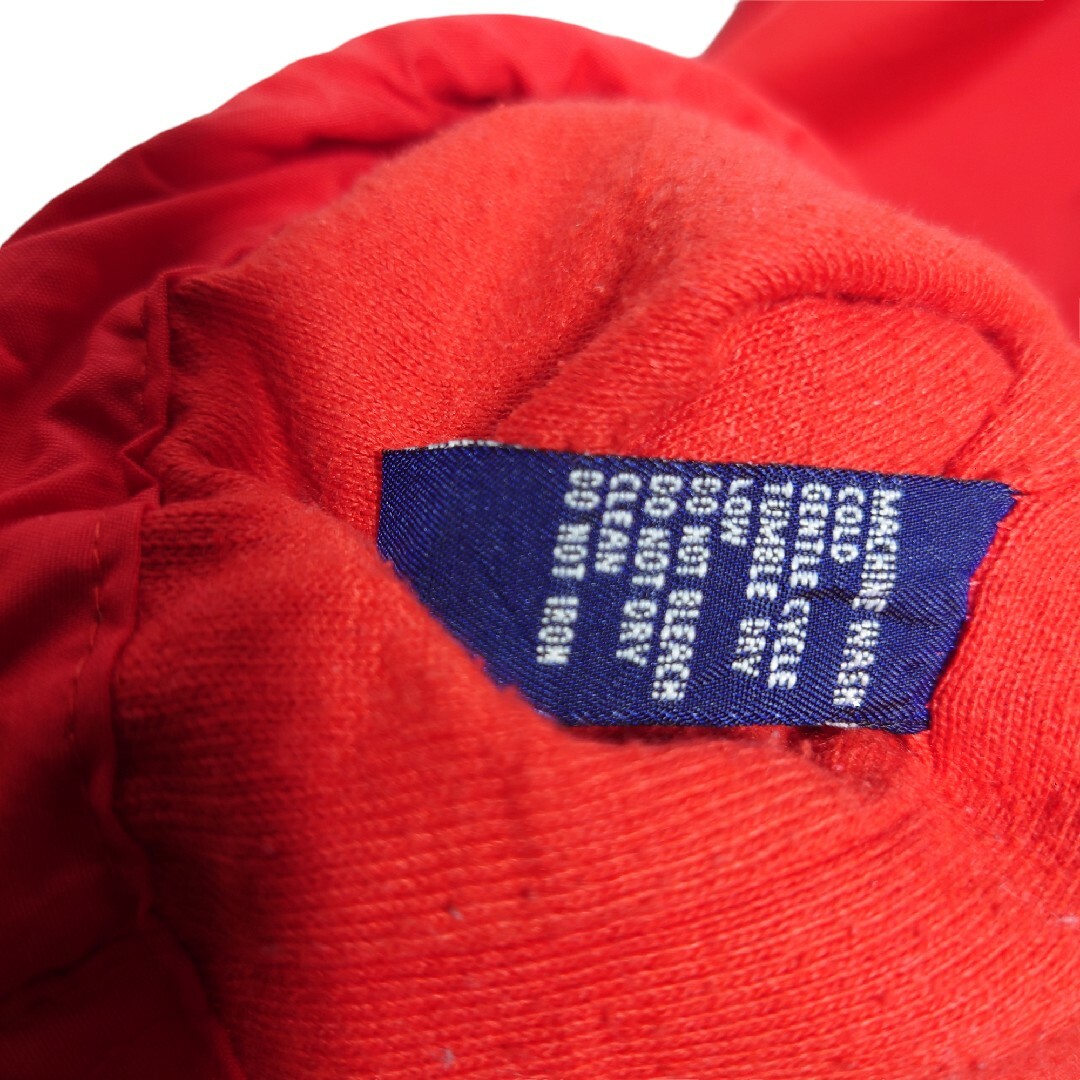 MACHINE WASH
COLD
GENTLE CYCLE
TUMBLE DRY
LOW
DO NOT BLEACH
DO NOT DRY
CLEAN
DO NOT IRON